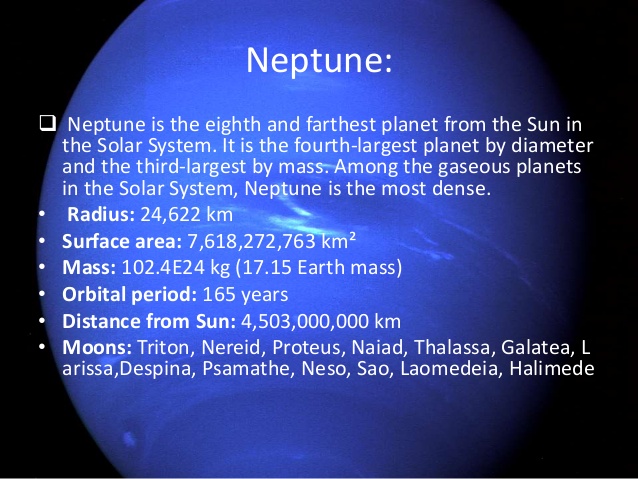 Neptune:
❑ Neptune is the eighth and farthest planet from the Sun in
the Solar System. It is the fourth-largest planet by diameter
and the third-largest by mass. Among the gaseous planets
in the Solar System, Neptune is the most dense.
• Radius: 24,622 km
• Surface area: 7,618,272,763 km²
• Mass: 102.4E24 kg (17.15 Earth mass)
• Orbital period: 165 years
• Distance from Sun: 4,503,000,000 km
• Moons: Triton, Nereid, Proteus, Naiad, Thalassa, Galatea, L
arissa,Despina, Psamathe, Neso, Sao, Laomedeia, Halimede